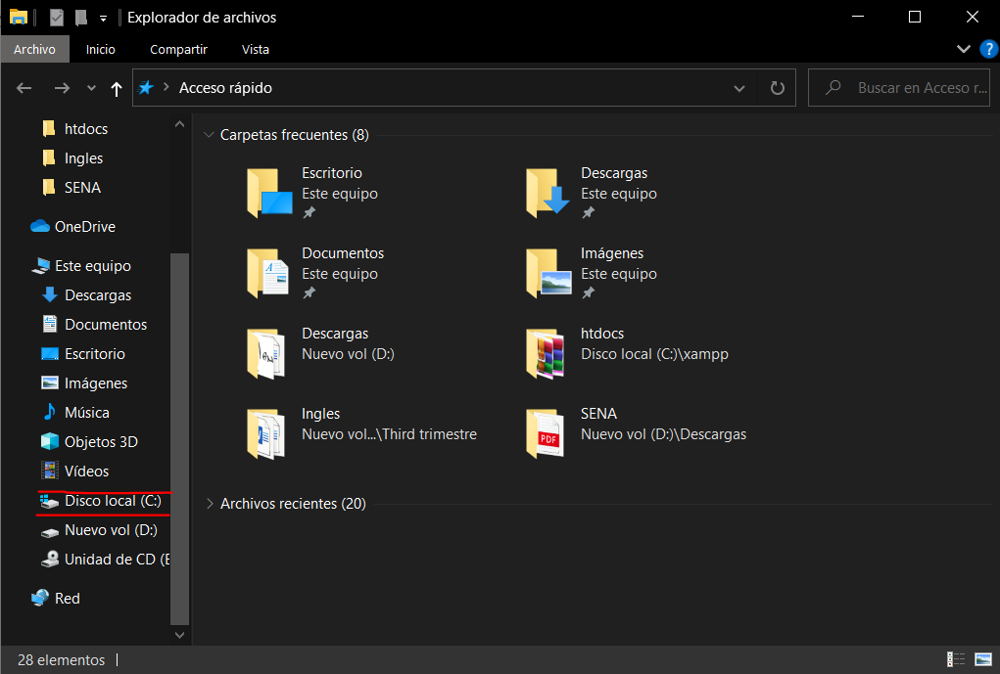 Explorador de archivos
Archivo Inicio Compartir Vista
?
Acceso rápido
Buscar en Acceso r...
htdocs
Ingles
SENA
OneDrive
Este equipo
Descargas
Documentos
Escritorio
Imágenes
Música
Objetos 3D
Vídeos
Disco local (C:)
Nuevo vol (D:)
Unidad de CD (E
Red
Carpetas frecuentes (8)
Escritorio
Este equipo
Descargas
Este equipo
Documentos
Este equipo
Imágenes
Este equipo
Descargas
Nuevo vol (D:)
htdocs
Disco local (C:)\xampp
Ingles
Nuevo vol...\Third trimestre
PDF
SENA
Nuevo vol (D:)\Descargas
Archivos recientes (20)
28 elementos